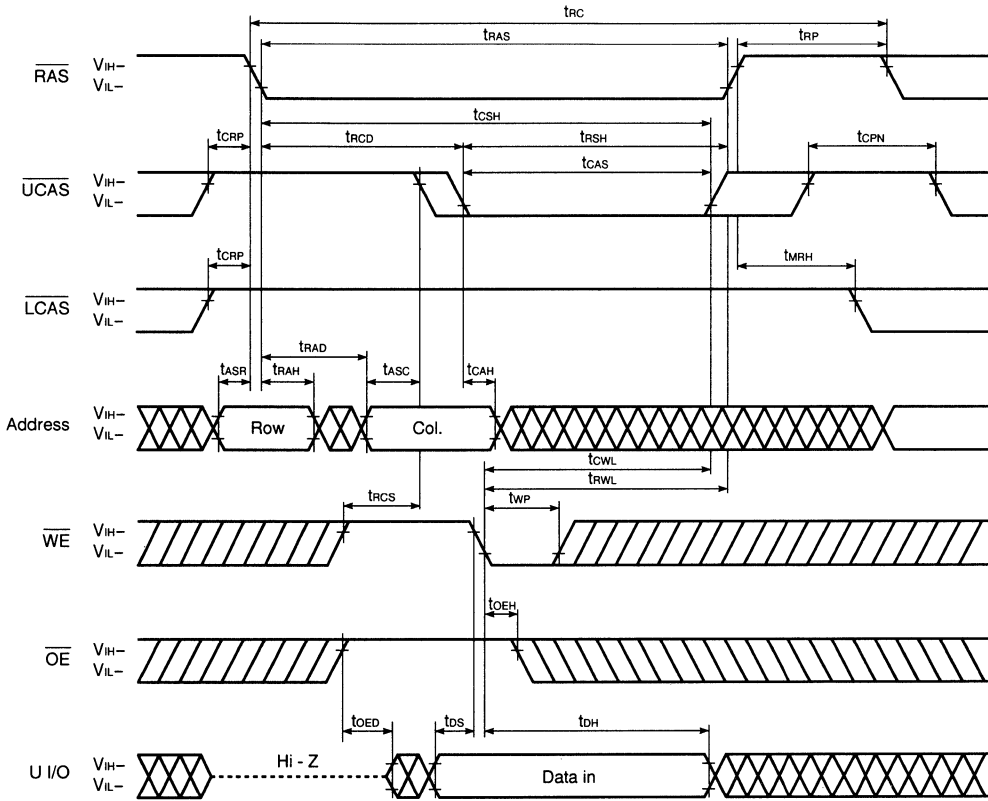 tRC
tRAS
tRP
RAS
VIH–
VIL–
tCSH
tCRP
tRCD
tRSH
tCPN
tCAS
UCAS
VIH–
VIL–
tCRP
tMRH
LCAS
VIH–
VIL–
tRAD
tASR
tRAH
tASC
tCAH
Address
VIH–
VIL–
Row
Col.
tCWL
tRWL
tRCS
tWP
WE
VIH–
VIL–
tOEH
OE
VIH–
VIL–
tOED
tDS
tDH
U I/O
VIH–
VIL–
Hi - Z
Data in